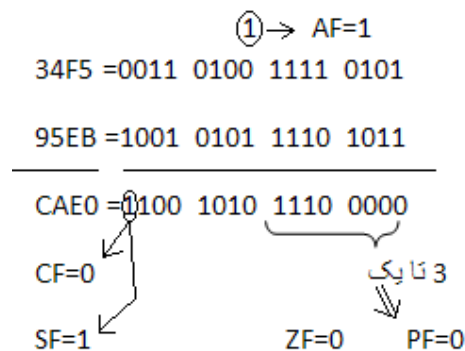 1 → AF=1
34F5 =0011 0100 1111 0101
95EB =1001 0101 1110 1011
CAE0 =1100 1010 1110 0000
CF=0 3 تا یک
SF=1 ZF=0 PF=0